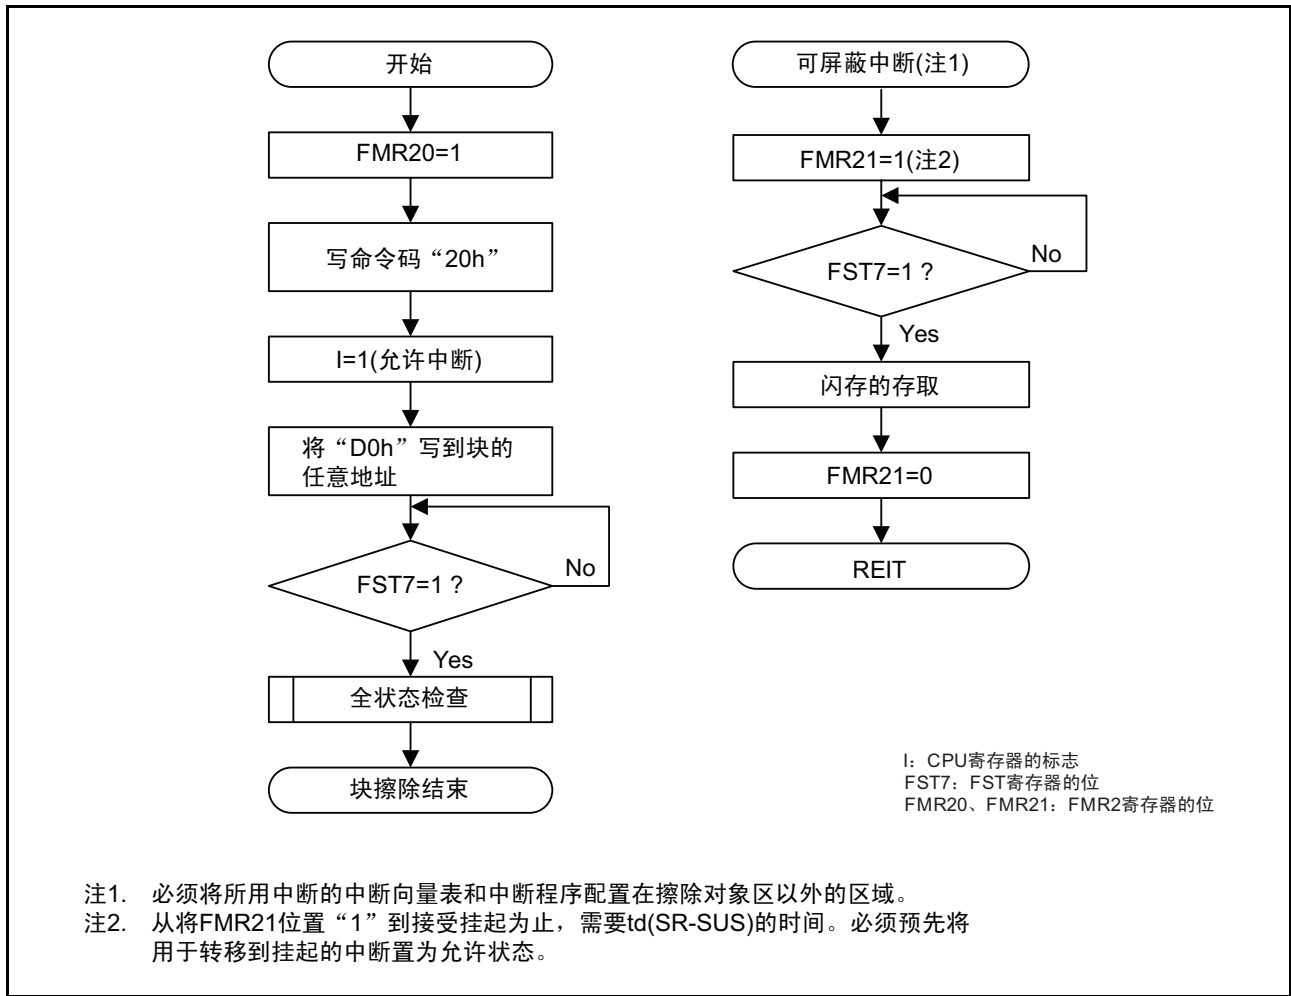 开始
FMR20=1
写命令码“20h”
I=1(允许中断)
将“D0h”写到块的
任意地址
FST7=1 ?
No
Yes
全状态检查
块擦除结束
可屏蔽中断(注1)
FMR21=1(注2)
FST7=1 ?
No
Yes
闪存的存取
FMR21=0
REIT
I：CPU寄存器的标志
FST7：FST寄存器的位
FMR20、FMR21：FMR2寄存器的位
注1. 必须将所用中断的中断向量表和中断程序配置在擦除对象区以外的区域。
注2. 从将FMR21位置“1”到接受挂起为止，需要td(SR-SUS)的时间。必须预先将
用于转移到挂起的中断置为允许状态。